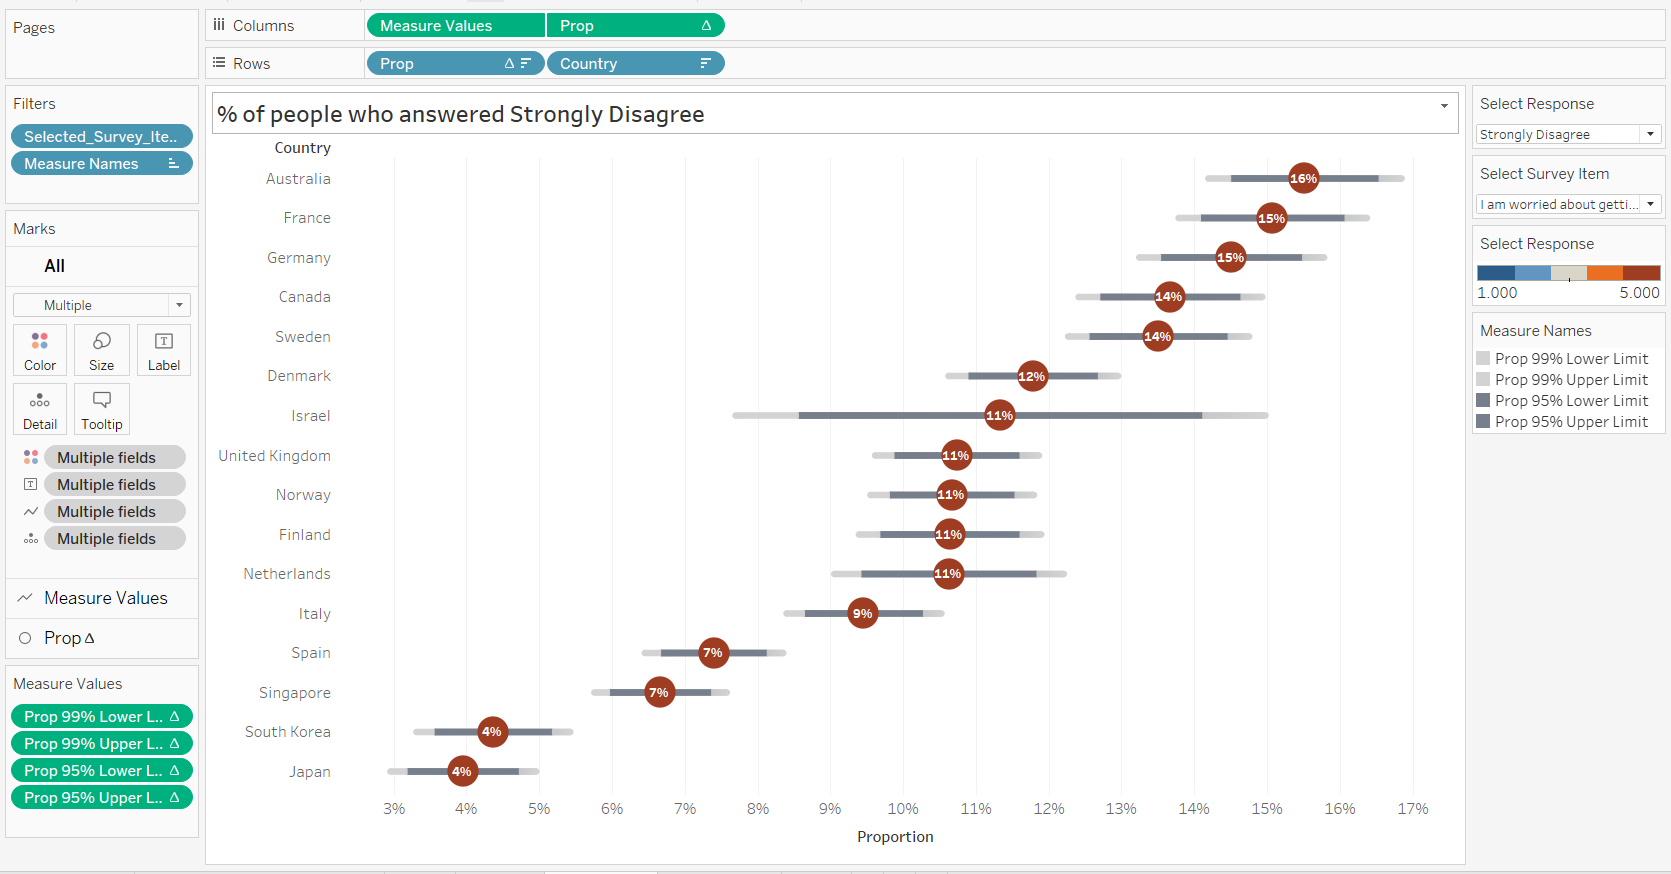 Pages
Columns
Measure Values
Prop
Rows
Prop
Country
Filters
Selected_Survey_Ite..
Measure Names
Marks
All
Multiple
Color
Size
Label
Detail
Tooltip
Multiple fields
Multiple fields
Multiple fields
Multiple fields
Measure Values
Prop
Measure Values
Prop 99% Lower L..
Prop 99% Upper L..
Prop 95% Lower L..
Prop 95% Upper L..
% of people who answered Strongly Disagree
Country
Australia 16%
France 15%
Germany 15%
Canada 14%
Sweden 14%
Denmark 12%
Israel 11%
United Kingdom 11%
Norway 11%
Finland 11%
Netherlands 11%
Italy 9%
Spain 7%
Singapore 7%
South Korea 4%
Japan 4%
3% 4% 5% 6% 7% 8% 9% 10% 11% 12% 13% 14% 15% 16% 17%
Proportion
Select Response
Strongly Disagree
Select Survey Item
I am worried about getti...
Select Response
1.000 5.000
Measure Names
Prop 99% Lower Limit
Prop 99% Upper Limit
Prop 95% Lower Limit
Prop 95% Upper Limit